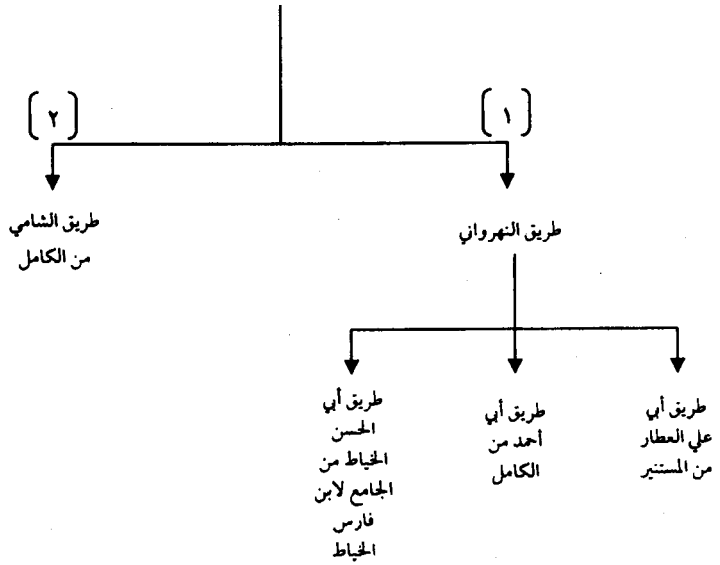 [ ١ ]
[ ٢ ]
طريق النهرواني
طريق الشامي
من الكامل
طريق أبي
علي العطار
من المستنير
طريق أبي
أحمد من
الكامل
طريق أبي
الحسن
الخياط من
الجامع لابن
فارس
الخياط